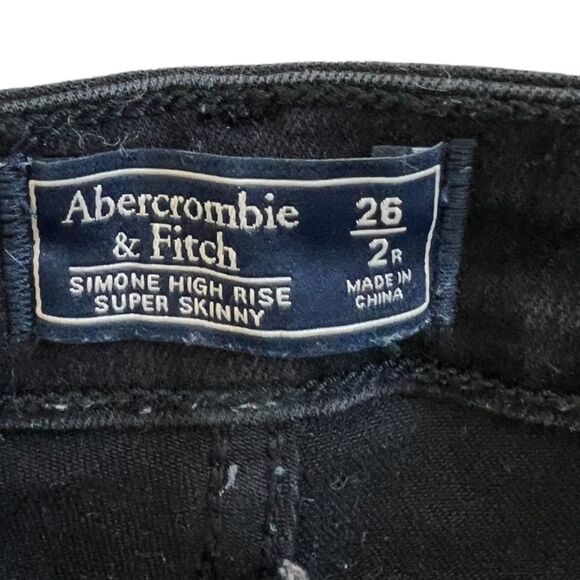 Abercrombie
& Fitch
SIMONE HIGH RISE
SUPER SKINNY
26
2R
MADE IN
CHINA